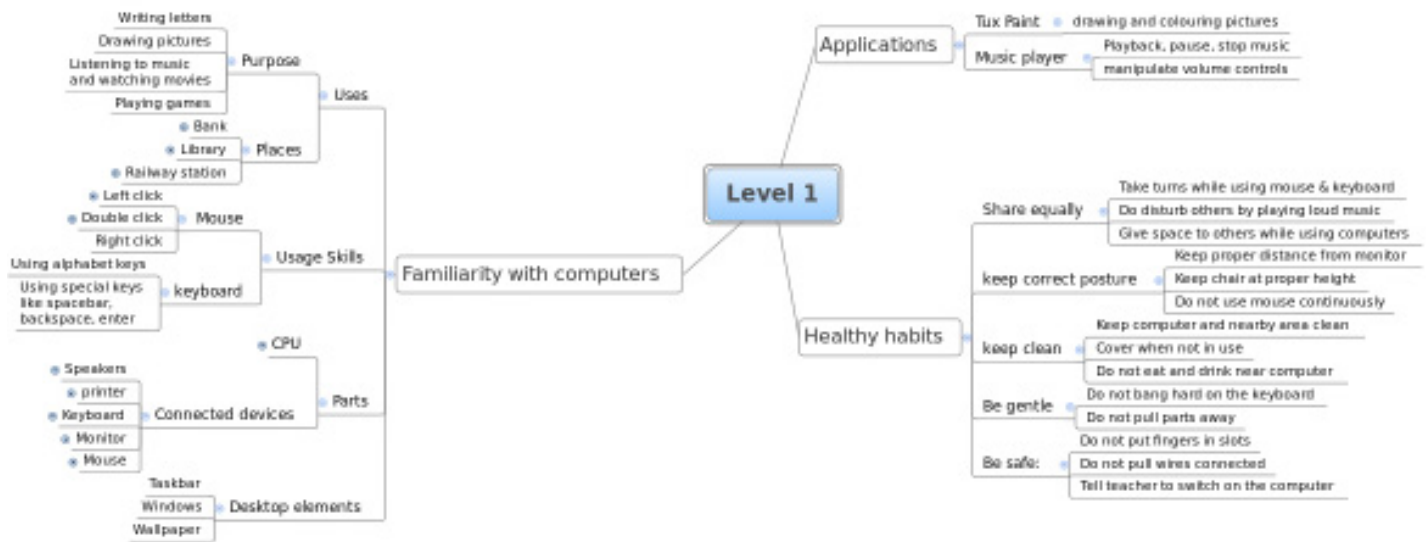 Level 1
Applications
Tux Paint
drawing and colouring pictures
Music player
Playback, pause, stop music
manipulate volume controls
Healthy habits
Share equally
Take turns while using mouse & keyboard
Do disturb others by playing loud music
Give space to others while using computers
keep correct posture
Keep proper distance from monitor
Keep chair at proper height
Do not use mouse continuously
keep clean
Keep computer and nearby area clean
Cover when not in use
Do not eat and drink near computer
Be gentle
Do not bang hard on the keyboard
Do not pull parts away
Be safe:
Do not put fingers in slots
Do not pull wires connected
Tell teacher to switch on the computer
Familiarity with computers
Uses
Purpose
Writing letters
Drawing pictures
Listening to music
and watching movies
Playing games
Places
Bank
Library
Railway station
Usage Skills
Mouse
Left click
Double click
Right click
keyboard
Using alphabet keys
Using special keys
like spacebar,
backspace, enter
Parts
CPU
Connected devices
Speakers
printer
Keyboard
Monitor
Mouse
Desktop elements
Taskbar
Windows
Wallpaper